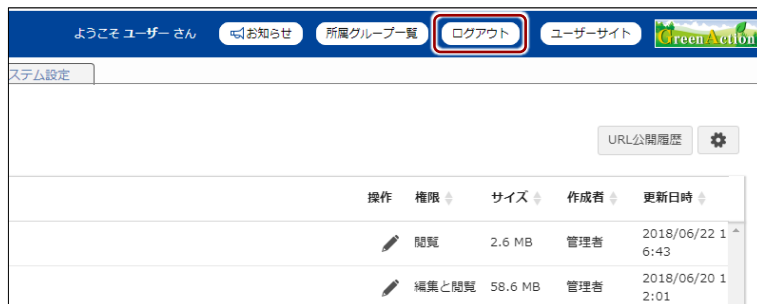 ようこそ ユーザー さん お知らせ 所属グループ一覧 ログアウト ユーザーサイト GreenAction
ステム設定
URL公開履歴
操作 権限 サイズ 作成者 更新日時
閲覧 2.6 MB 管理者 2018/06/22 1
6:43
編集と閲覧 58.6 MB 管理者 2018/06/20 1
2:01